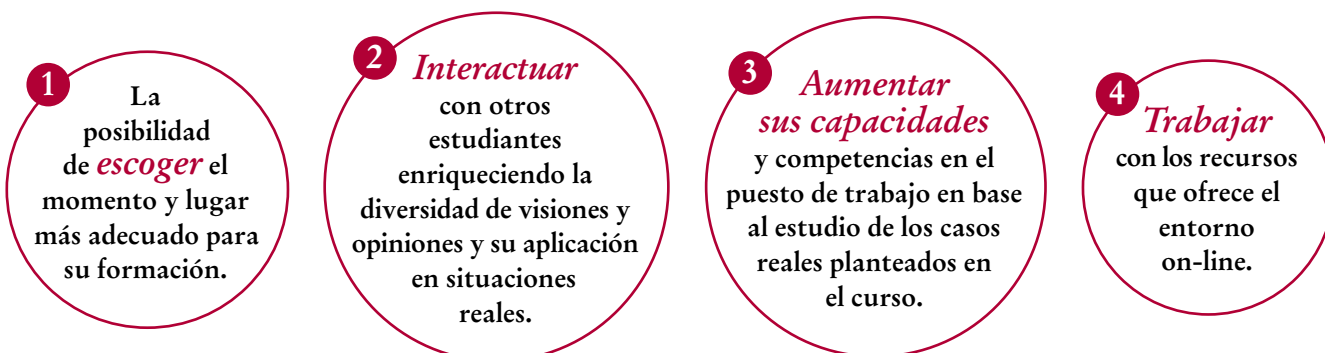 1
La
posibilidad
de escoger el
momento y lugar
más adecuado para
su formación.
2
Interactuar
con otros
estudiantes
enriqueciendo la
diversidad de visiones y
opiniones y su aplicación
en situaciones
reales.
3
Aumentar
sus capacidades
y competencias en el
puesto de trabajo en base
al estudio de los casos
reales planteados en
el curso.
4
Trabajar
con los recursos
que ofrece el
entorno
on-line.